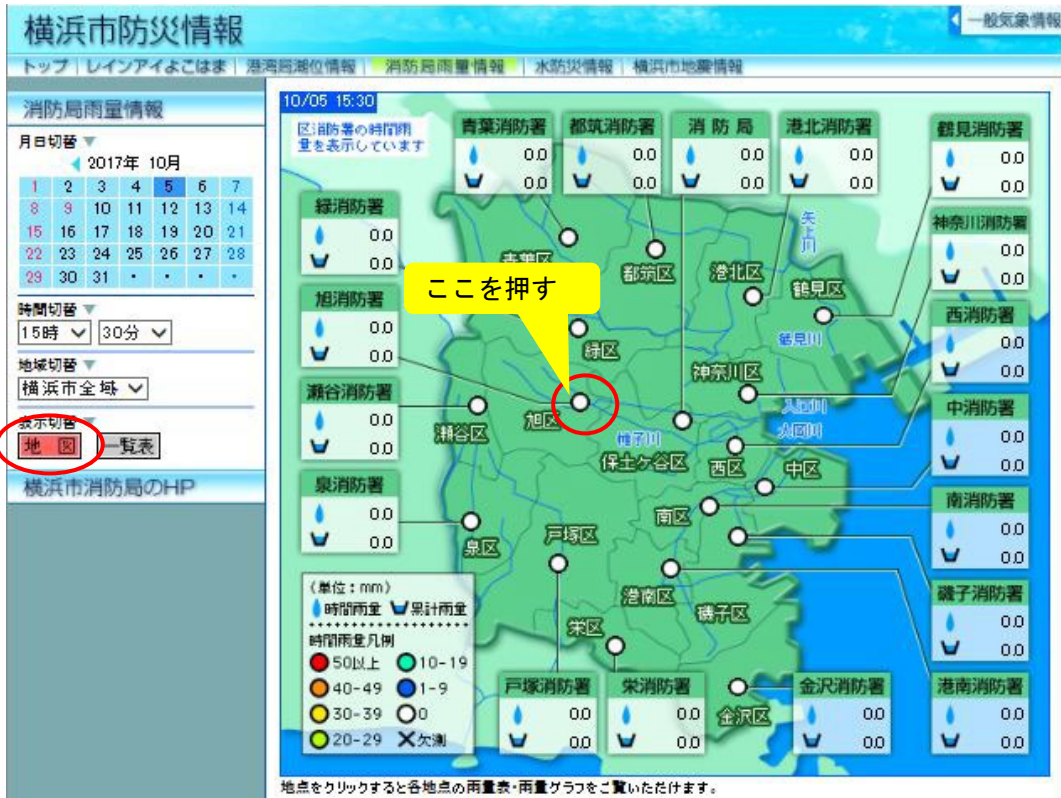 横浜市防災情報
一般気象情報
トップ レインアイよこはま 港湾局潮位情報 消防局雨量情報 水防災情報 横浜市地震情報
消防局雨量情報
月日切替
2017年 10月
1 2 3 4 5 6 7
8 9 10 11 12 13 14
15 16 17 18 19 20 21
22 23 24 25 26 27 28
29 30 31 ・ ・ ・ ・
時間切替
15時 30分
地域切替
横浜市全域
表示切替
地 図 一覧表
横浜市消防局のHP
10/05 15:30
区消防署の時間雨
量を表示しています
青葉消防署
0.0
0.0
都筑消防署
0.0
0.0
消 防 局
0.0
0.0
港北消防署
0.0
0.0
鶴見消防署
0.0
0.0
緑消防署
0.0
0.0
神奈川消防署
0.0
0.0
旭消防署
0.0
0.0
西消防署
0.0
0.0
瀬谷消防署
0.0
0.0
中消防署
0.0
0.0
泉消防署
0.0
0.0
南消防署
0.0
0.0
磯子消防署
0.0
0.0
戸塚消防署
0.0
0.0
栄消防署
0.0
0.0
金沢消防署
0.0
0.0
港南消防署
0.0
0.0
ここを押す
矢上川
青葉区
都筑区
港北区
鶴見区
鶴見川
緑区
神奈川区
入江川
大岡川
旭区
瀬谷区
帷子川
保土ヶ谷区
西区
中区
南区
戸塚区
泉区
港南区
磯子区
栄区
金沢区
(単位:mm)
時間雨量 累計雨量
時間雨量凡例
50以上 10-19
40-49 1-9
30-39 0
20-29 欠測
地点をクリックすると各地点の雨量表・雨量グラフをご覧いただけます。